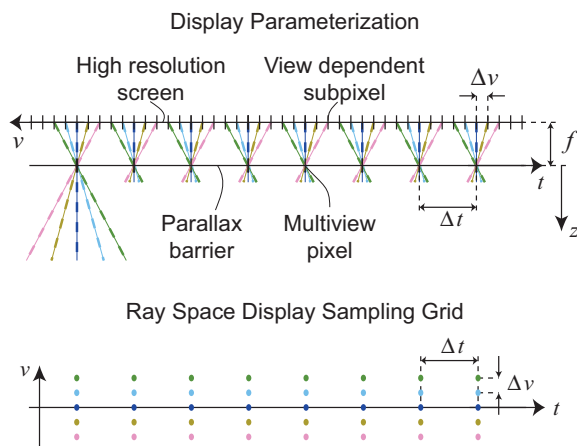 Display Parameterization
High resolution
screen
View dependent
subpixel
Δv
v
f
t
Parallax
barrier
Multiview
pixel
Δt
z
Ray Space Display Sampling Grid
v
Δt
Δv
t